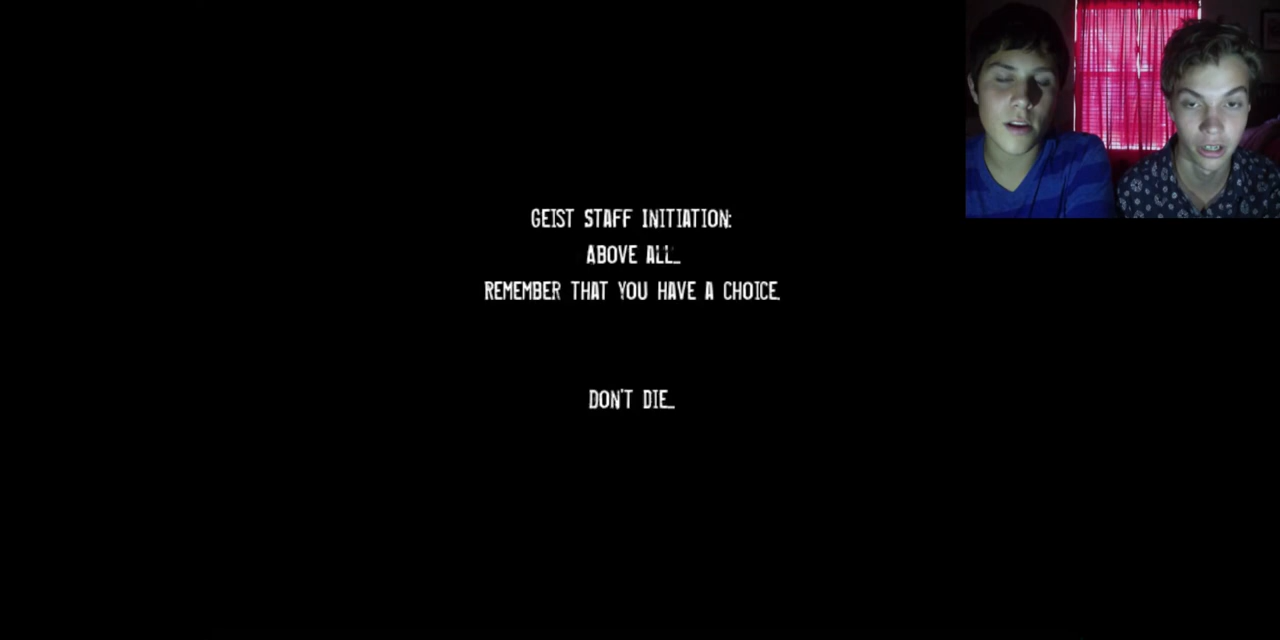 GEIST STAFF INITIATION:
ABOVE ALL...
REMEMBER THAT YOU HAVE A CHOICE.
DON'T DIE...